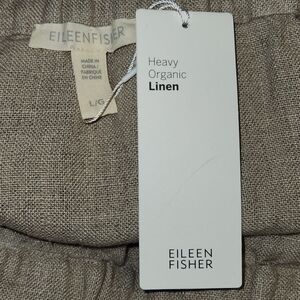 EILEEN FISHER
MADE IN
CHINA/
FABRIQUÉ
EN CHINE
L/G
Heavy
Organic
Linen
EILEEN
FISHER